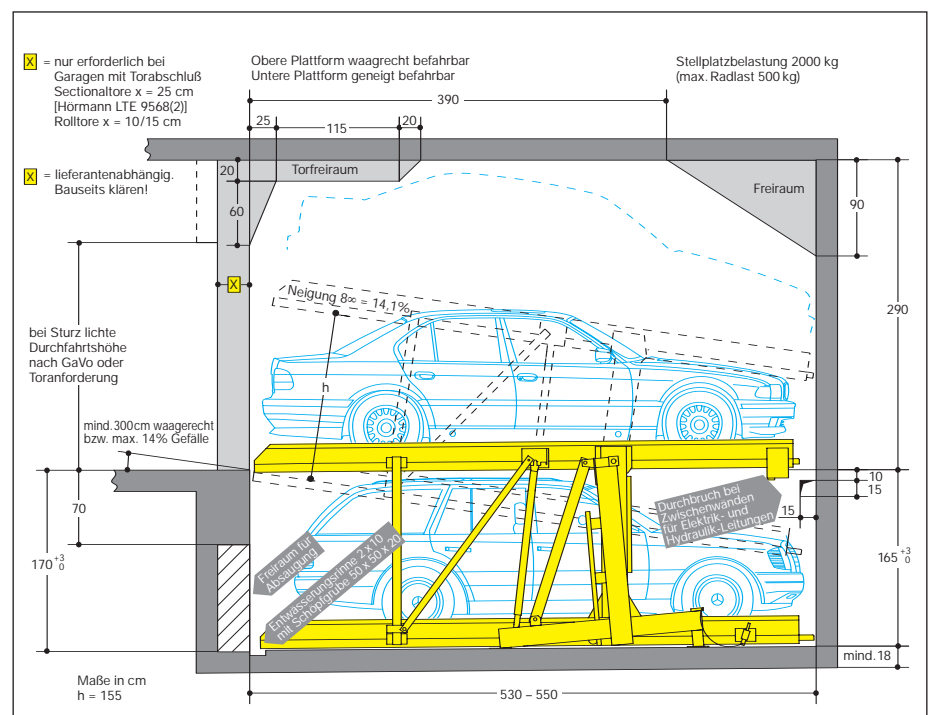 X = nur erforderlich bei
Garagen mit Torabschluß
Sectionaltore x = 25 cm
[Hörmann LTE 9568(2)]
Rolltore x = 10/15 cm
X = lieferantenabhängig.
Bauseits klären!
Obere Plattform waagrecht befahrbar
Untere Plattform geneigt befahrbar
Stellplatzbelastung 2000 kg
(max. Radlast 500 kg)
390
25
115
20
20
Torfreiraum
60
Freiraum
90
X
Neigung 8∞ = 14,1%
290
bei Sturz lichte
Durchfahrtshöhe
nach GaVo oder
Toranforderung
h
mind.300cm waagerecht
bzw. max. 14% Gefälle
10
15
15
Durchbruch bei
Zwischenwanden
für Elektrik- und
Hydraulik-Leitungen
70
170 +3 0
165 +3 0
Freiraum für
Absaugung
Entwässerungsrinne 2 x 10
mit Schöpfgrube 50 x 50 x 20
mind.18
Maße in cm
h = 155
530 – 550